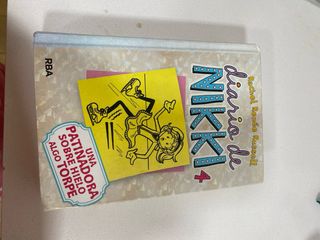 Rachel Renée Russell
diario de
NIKKI 4
UNA
PATINADORA
SOBRE HIELO
ALGO TORPE
RBA